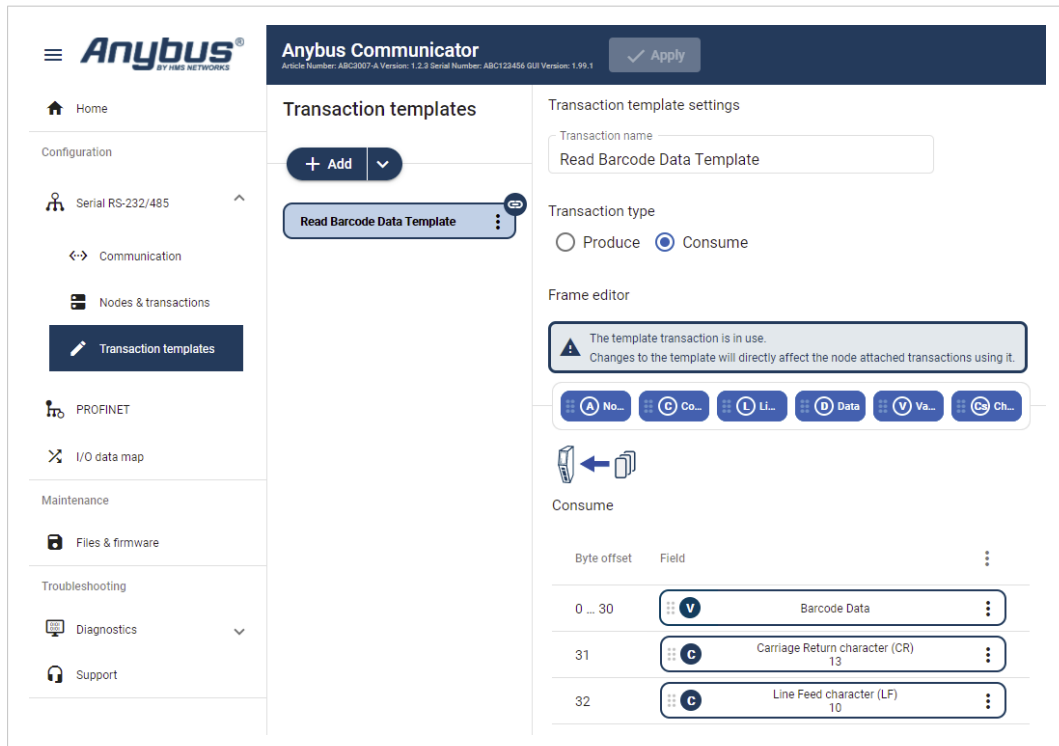 Anybus®
BY HMS NETWORKS
Anybus Communicator
Article Number: ABC3007-A Version: 1.2.3 Serial Number: ABC123456 GUI Version: 1.99.1
Apply
Home
Configuration
Serial RS-232/485
Communication
Nodes & transactions
Transaction templates
PROFINET
I/O data map
Maintenance
Files & firmware
Troubleshooting
Diagnostics
Support
Transaction templates
+ Add
Read Barcode Data Template
Transaction template settings
Transaction name
Read Barcode Data Template
Transaction type
Produce Consume
Frame editor
The template transaction is in use.
Changes to the template will directly affect the node attached transactions using it.
A No... C Co... L Li... D Data V Va... Cs Ch...
Consume
Byte offset Field
0 ... 30 V Barcode Data
31 C Carriage Return character (CR)
13
32 C Line Feed character (LF)
10